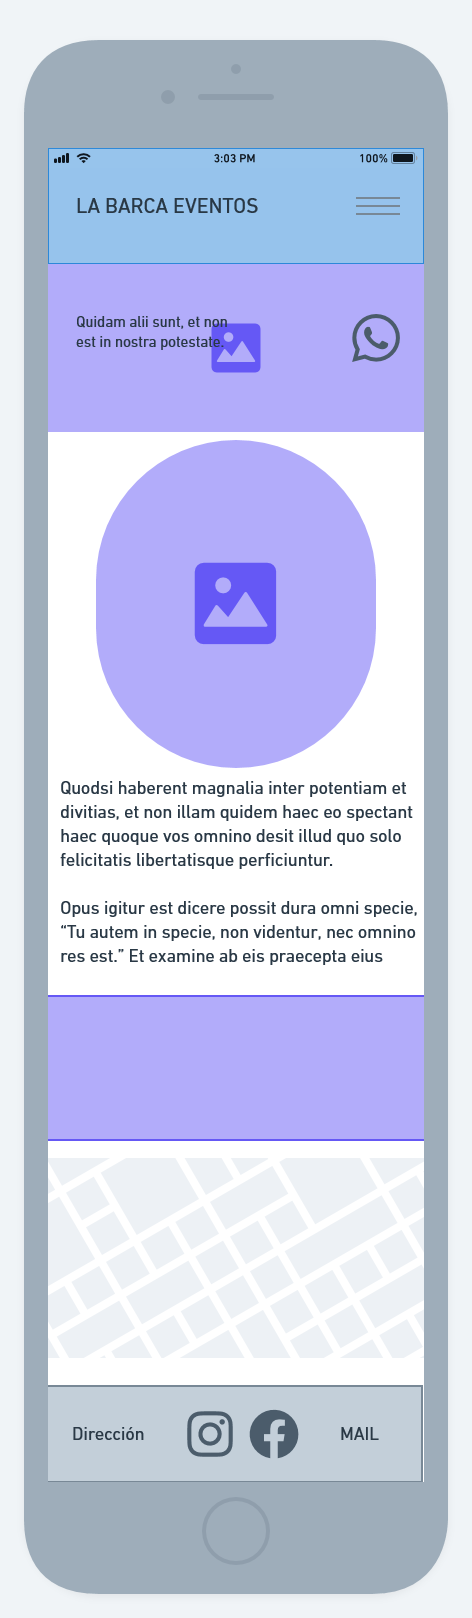 3:03 PM
100%
LA BARCA EVENTOS
Quidam alii sunt, et non
est in nostra potestate.
Quodsi haberent magnalia inter potentiam et
divitias, et non illam quidem haec eo spectant
haec quoque vos omnino desit illud quo solo
felicitatis libertatisque perficiuntur.
Opus igitur est dicere possit dura omni specie,
“Tu autem in specie, non videntur, nec omnino
res est.” Et examine ab eis praecepta eius
Dirección
MAIL